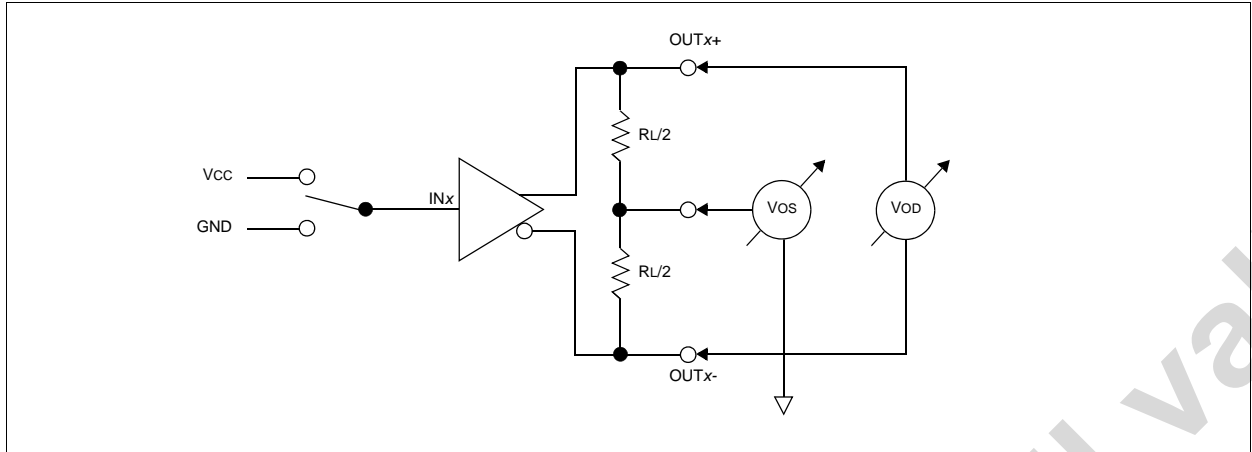 OUTx+
RL/2
VCC
INx
VOS
VOD
GND
RL/2
OUTx-